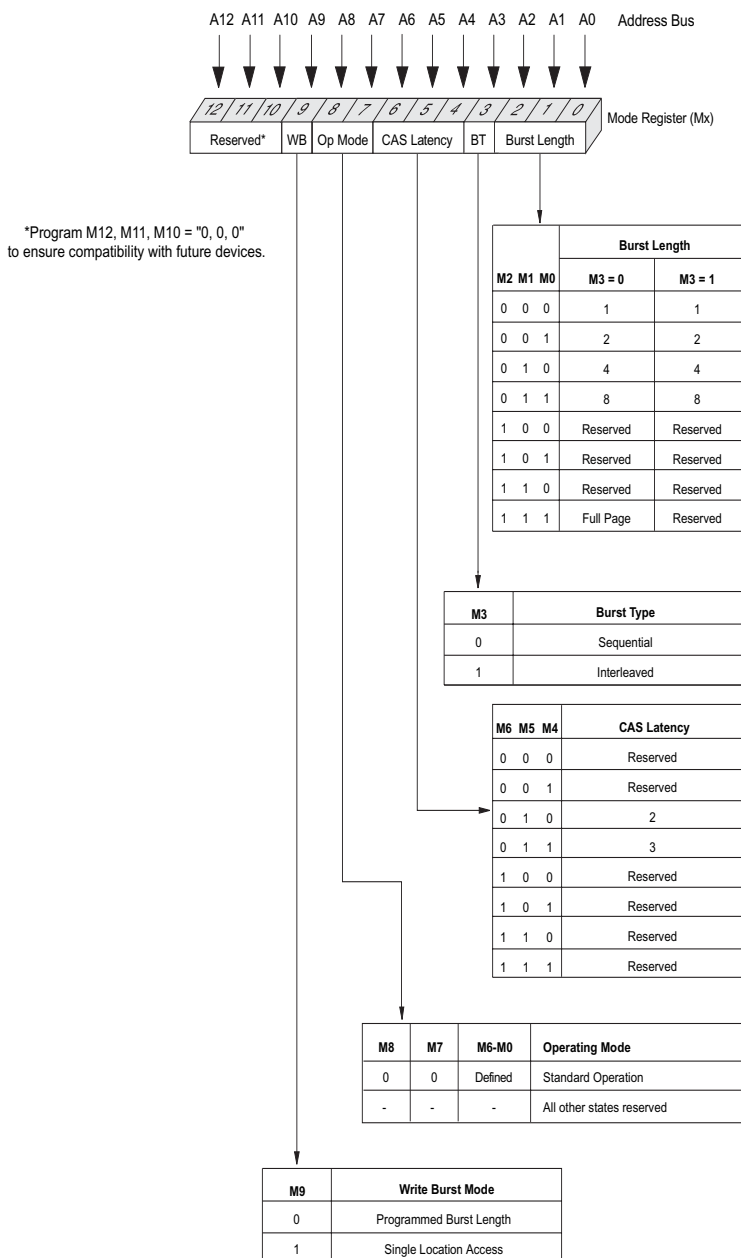 A12 A11 A10 A9 A8 A7 A6 A5 A4 A3 A2 A1 A0 Address Bus
12 11 10 9 8 7 6 5 4 3 2 1 0
Mode Register (Mx)
Reserved* WB Op Mode CAS Latency BT Burst Length
*Program M12, M11, M10 = "0, 0, 0"
to ensure compatibility with future devices.
Burst Length
M2 M1 M0 M3 = 0 M3 = 1
0 0 0 1 1
0 0 1 2 2
0 1 0 4 4
0 1 1 8 8
1 0 0 Reserved Reserved
1 0 1 Reserved Reserved
1 1 0 Reserved Reserved
1 1 1 Full Page Reserved
M3 Burst Type
0 Sequential
1 Interleaved
M6 M5 M4 CAS Latency
0 0 0 Reserved
0 0 1 Reserved
0 1 0 2
0 1 1 3
1 0 0 Reserved
1 0 1 Reserved
1 1 0 Reserved
1 1 1 Reserved
M8 M7 M6-M0 Operating Mode
0 0 Defined Standard Operation
- - - All other states reserved
M9 Write Burst Mode
0 Programmed Burst Length
1 Single Location Access